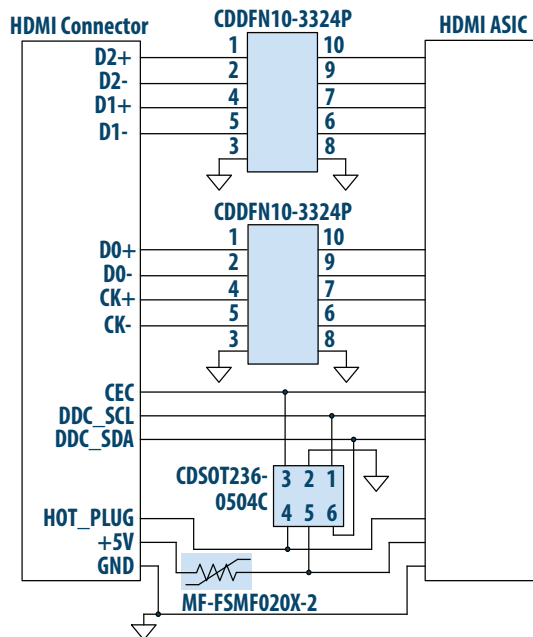 HDMI Connector
CDDFN10-3324P
HDMI ASIC
D2+ 1 10
D2- 2 9
D1+ 4 7
D1- 5 6
3 8
CDDFN10-3324P
D0+ 1 10
D0- 2 9
CK+ 4 7
CK- 5 6
3 8
CEC
DDC_SCL
DDC_SDA
CDSOT236-
0504C
3 2 1
4 5 6
HOT_PLUG
+5V
GND
MF-FSMF020X-2